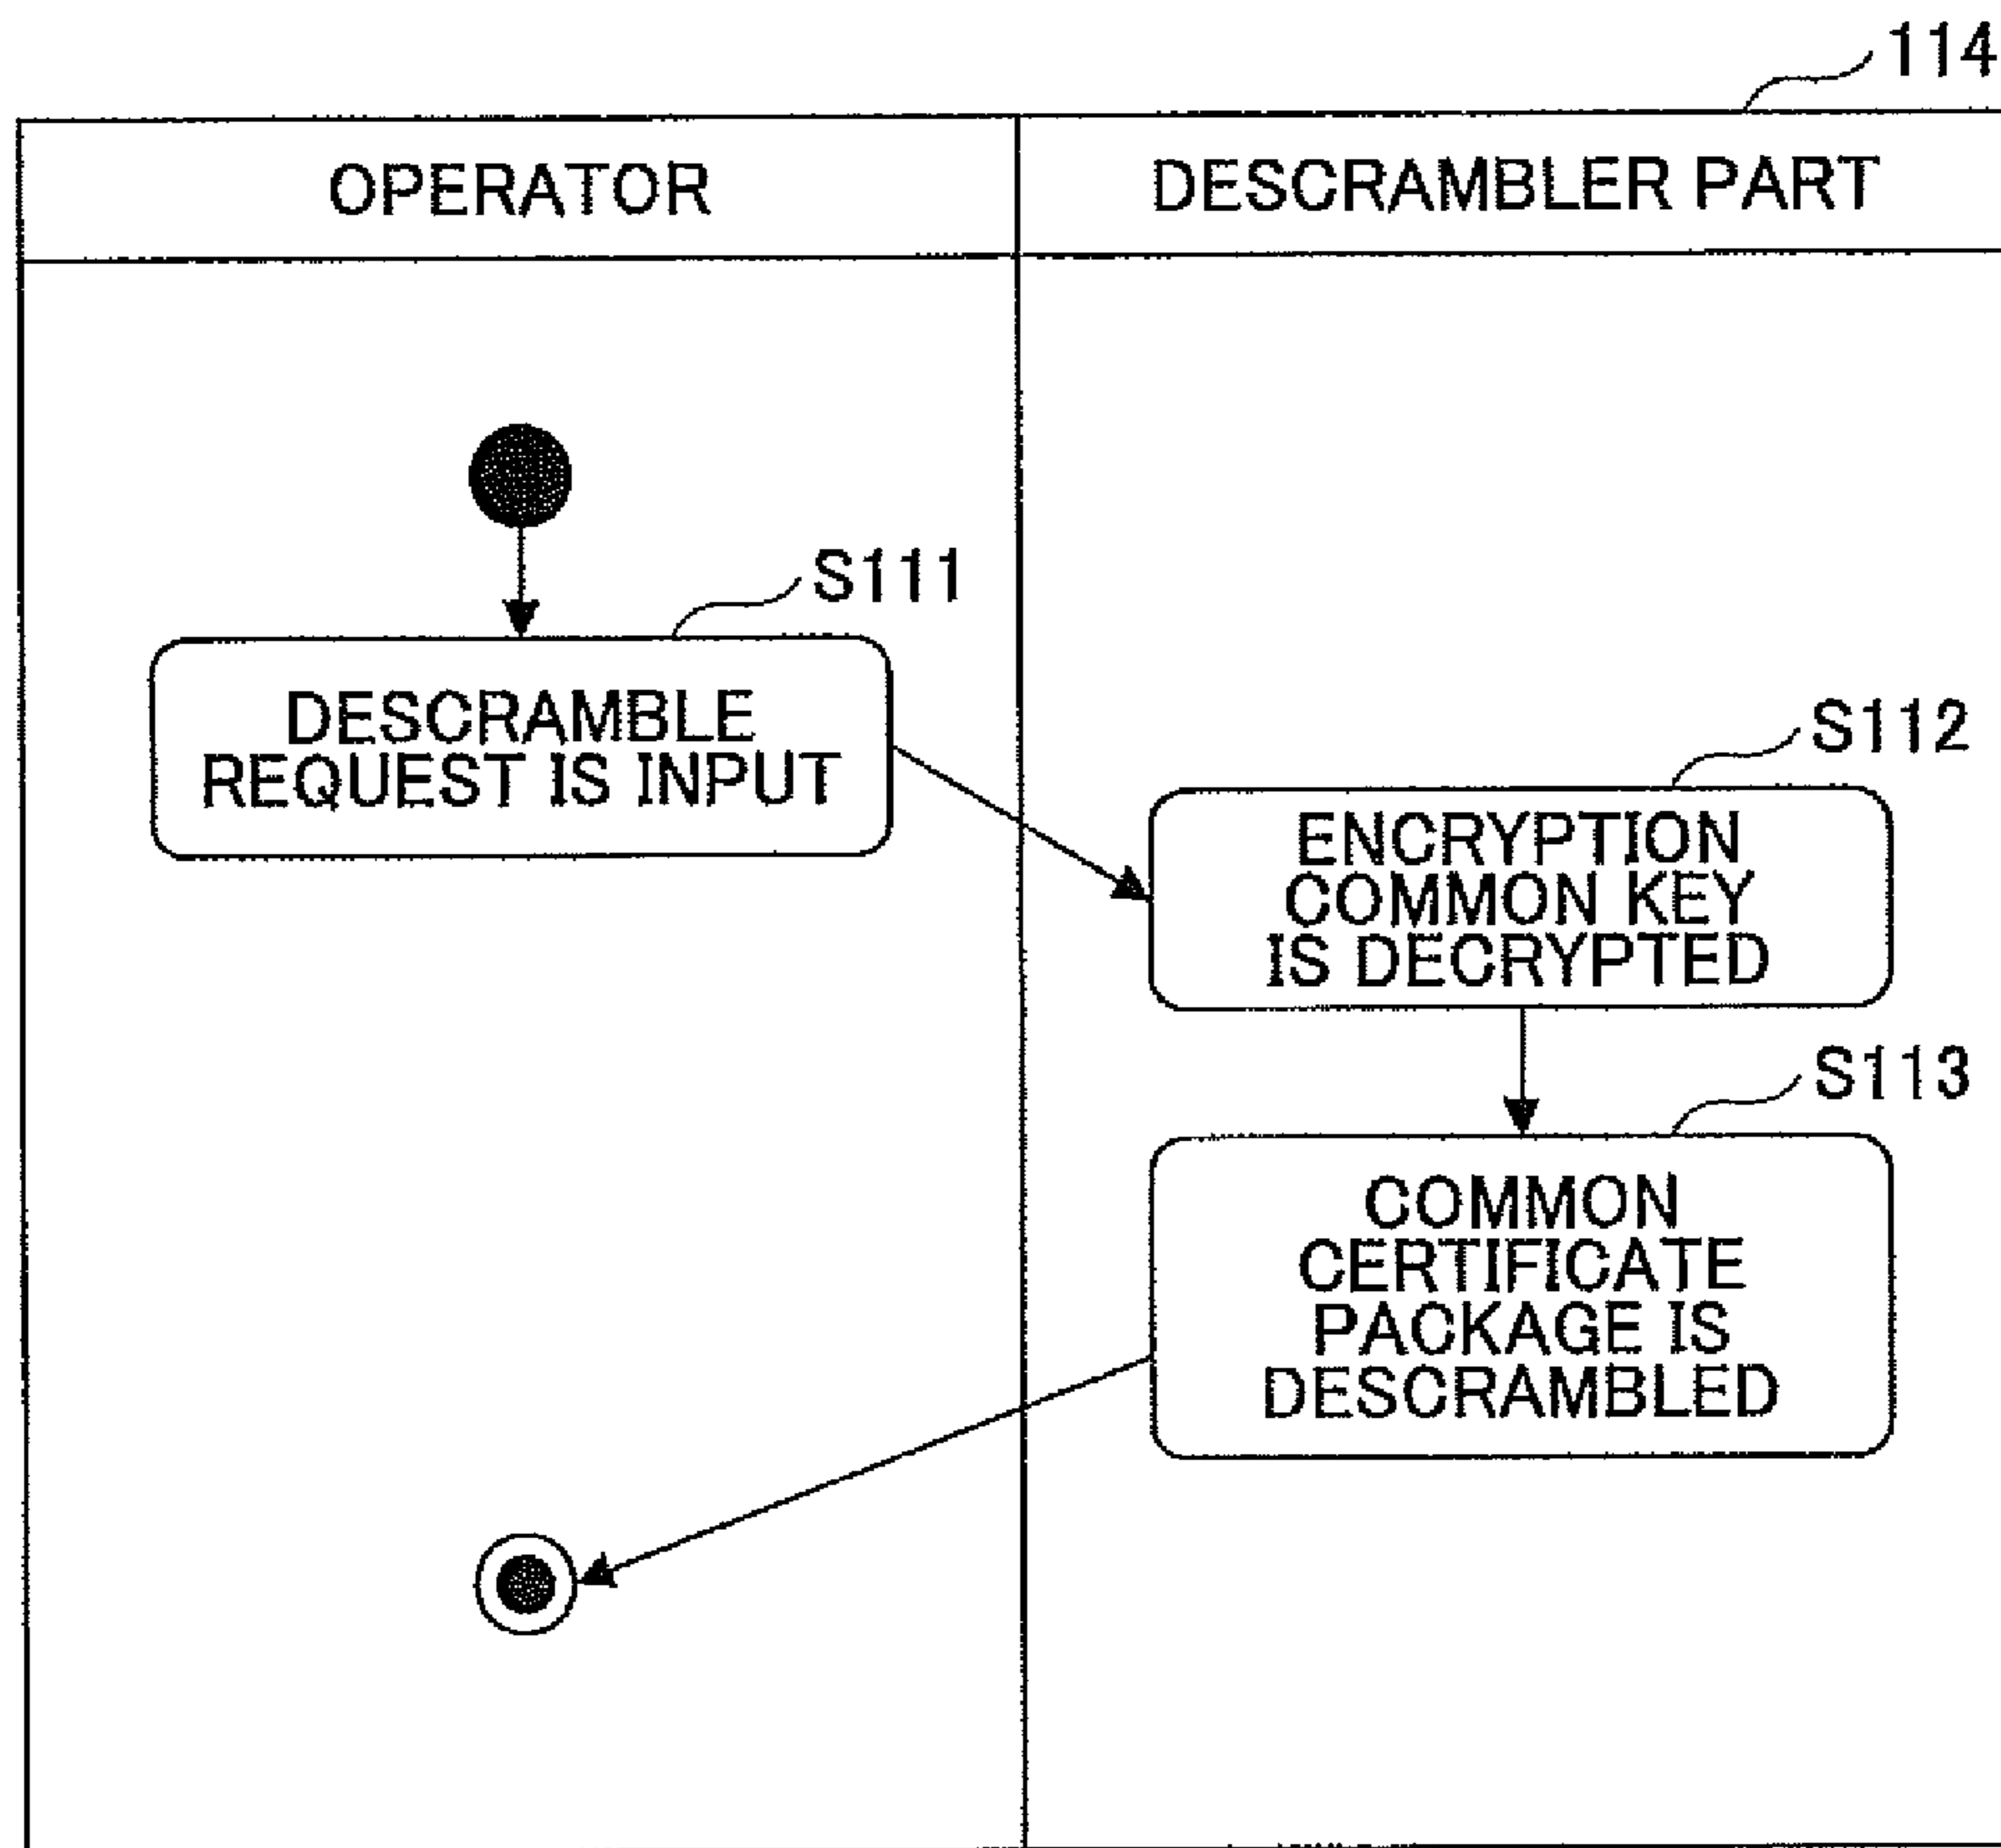 114
OPERATOR
DESCRAMBLER PART
S111
DESCRAMBLE
REQUEST IS INPUT
S112
ENCRYPTION
COMMON KEY
IS DECRYPTED
S113
COMMON
CERTIFICATE
PACKAGE IS
DESCRAMBLED